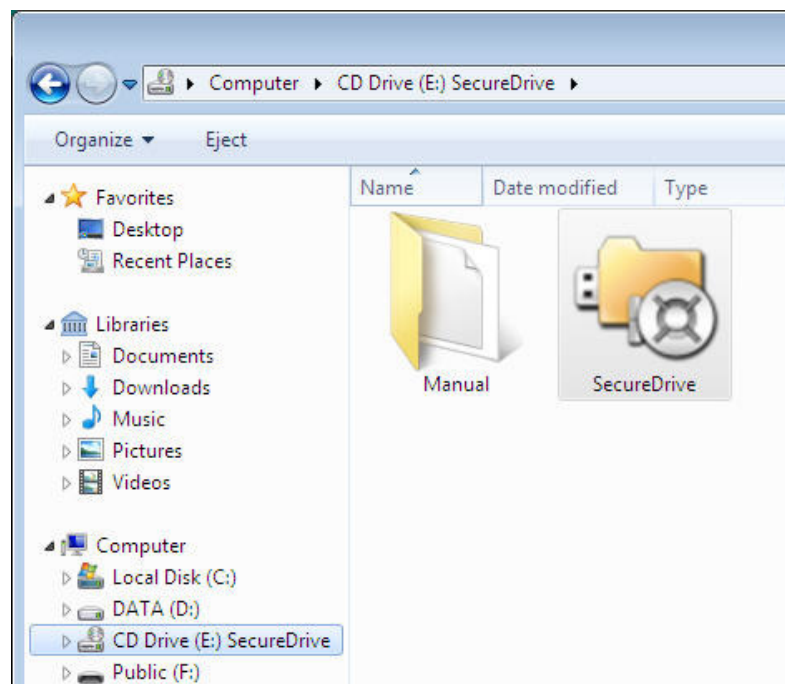 Computer CD Drive (E:) SecureDrive
Organize Eject
Favorites
Desktop
Recent Places
Libraries
Documents
Downloads
Music
Pictures
Videos
Computer
Local Disk (C:)
DATA (D:)
CD Drive (E:) SecureDrive
Public (F:)
Name Date modified Type
Manual SecureDrive